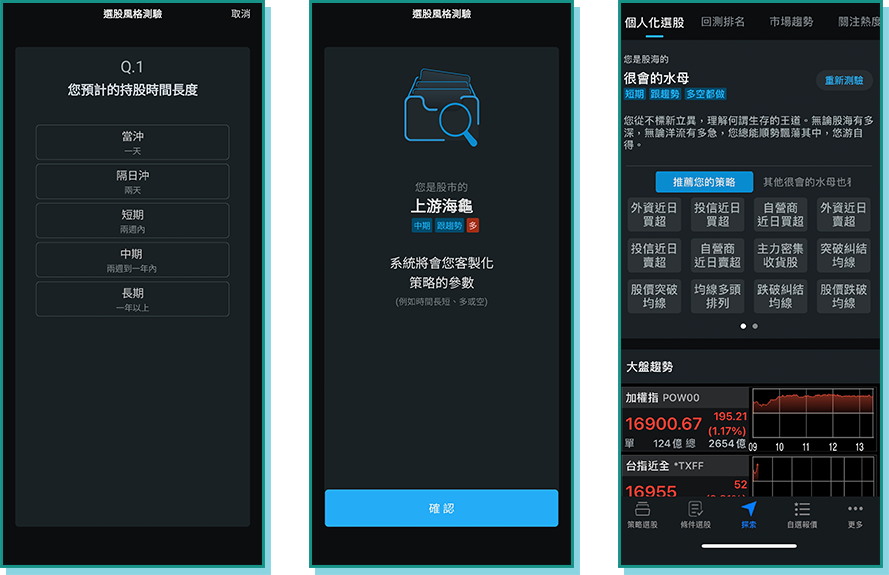 選股風格測驗
取消
Q.1
您預計的持股時間長度
當沖
一天
隔日沖
兩天
短期
兩週內
中期
兩週到一年內
長期
一年以上
選股風格測驗
您是股市的
上游海龜
中期 跟趨勢 多
系統將會您客製化
策略的參數
(例如時間長短、多或空)
確認
個人化選股 回測排名 市場趨勢 關注熱度
您是股海的
很會的水母
重新測驗
短期 跟趨勢 多空都做
您從不標新立異，理解何謂生存的王道。無論股海有多
深，無論洋流有多急，您總能順勢飄蕩其中，悠游自
得。
推薦您的策略 其他很會的水母也
外資近日
買超
投信近日
買超
自營商
近日買超
外資近日
賣超
投信近日
賣超
自營商
近日賣超
主力密集
收貨股
突破糾結
均線
股價突破
均線
均線多頭
排列
跌破糾結
均線
股價跌破
均線
大盤趨勢
加權指 POW00
16900.67
195.21
(1.17%)
單 124億 總 2654億
09 10 11 12 13
台指近全 *TXFF
16955
52
策略選股 條件選股 探索 自選報價 更多